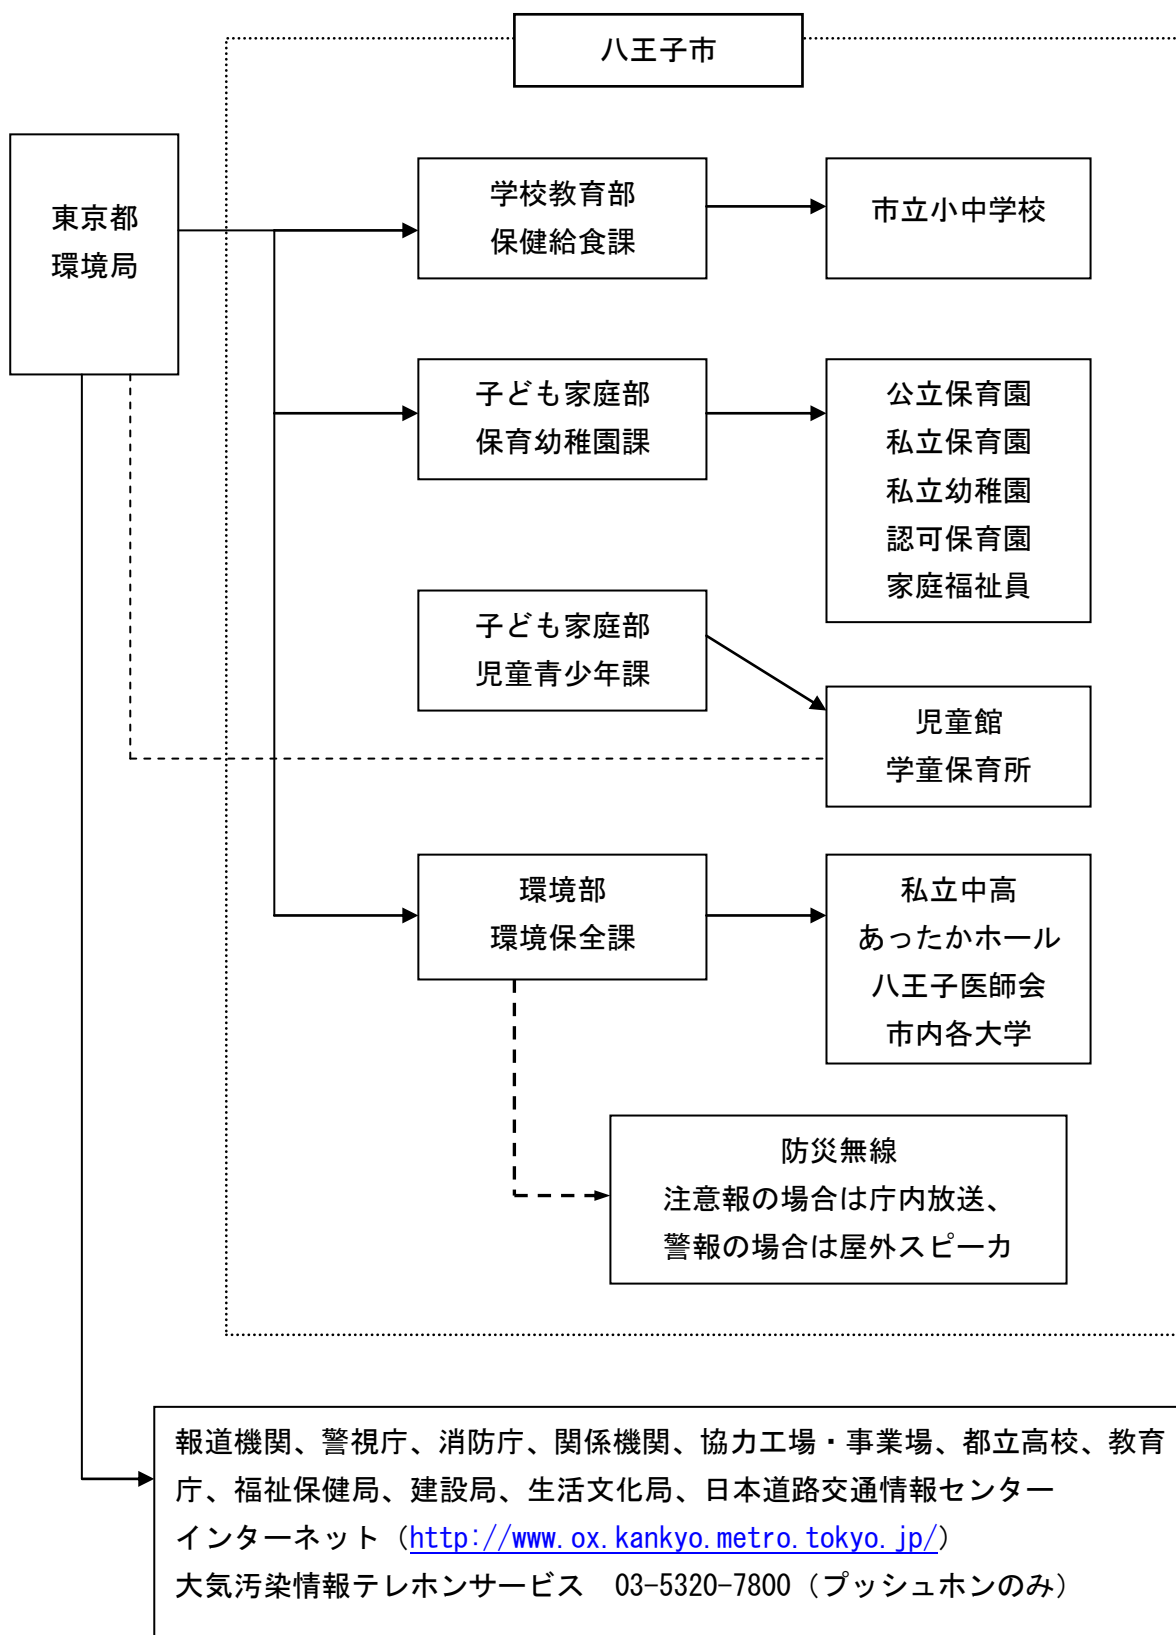 八王子市
東京都
環境局
学校教育部
保健給食課
市立小中学校
子ども家庭部
保育幼稚園課
公立保育園
私立保育園
私立幼稚園
認可保育園
家庭福祉員
子ども家庭部
児童青少年課
児童館
学童保育所
環境部
環境保全課
私立中高
あったかホール
八王子医師会
市内各大学
防災無線
注意報の場合は庁内放送、
警報の場合は屋外スピーカ
報道機関、警視庁、消防庁、関係機関、協力工場・事業場、都立高校、教育
庁、福祉保健局、建設局、生活文化局、日本道路交通情報センター
インターネット（http://www.ox.kankyo.metro.tokyo.jp/）
大気汚染情報テレホンサービス　03-5320-7800（プッシュホンのみ）